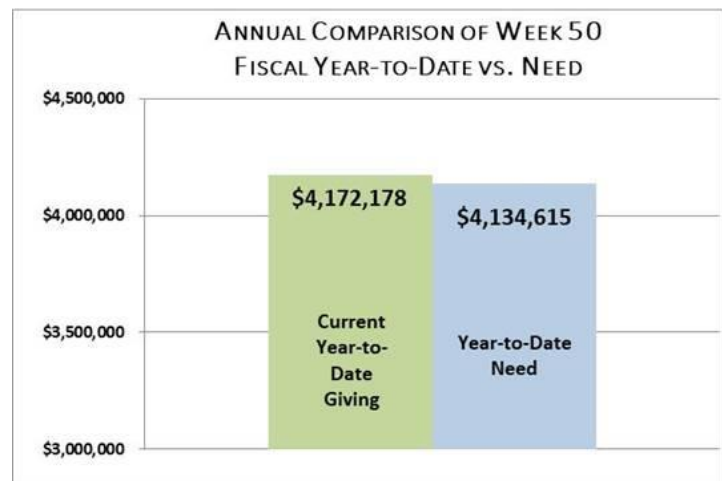 ANNUAL COMPARISON OF WEEK 50
FISCAL YEAR-TO-DATE VS. NEED
$4,500,000
$4,000,000
$3,500,000
$3,000,000
$4,172,178
Current
Year-to-
Date
Giving
$4,134,615
Year-to-Date
Need